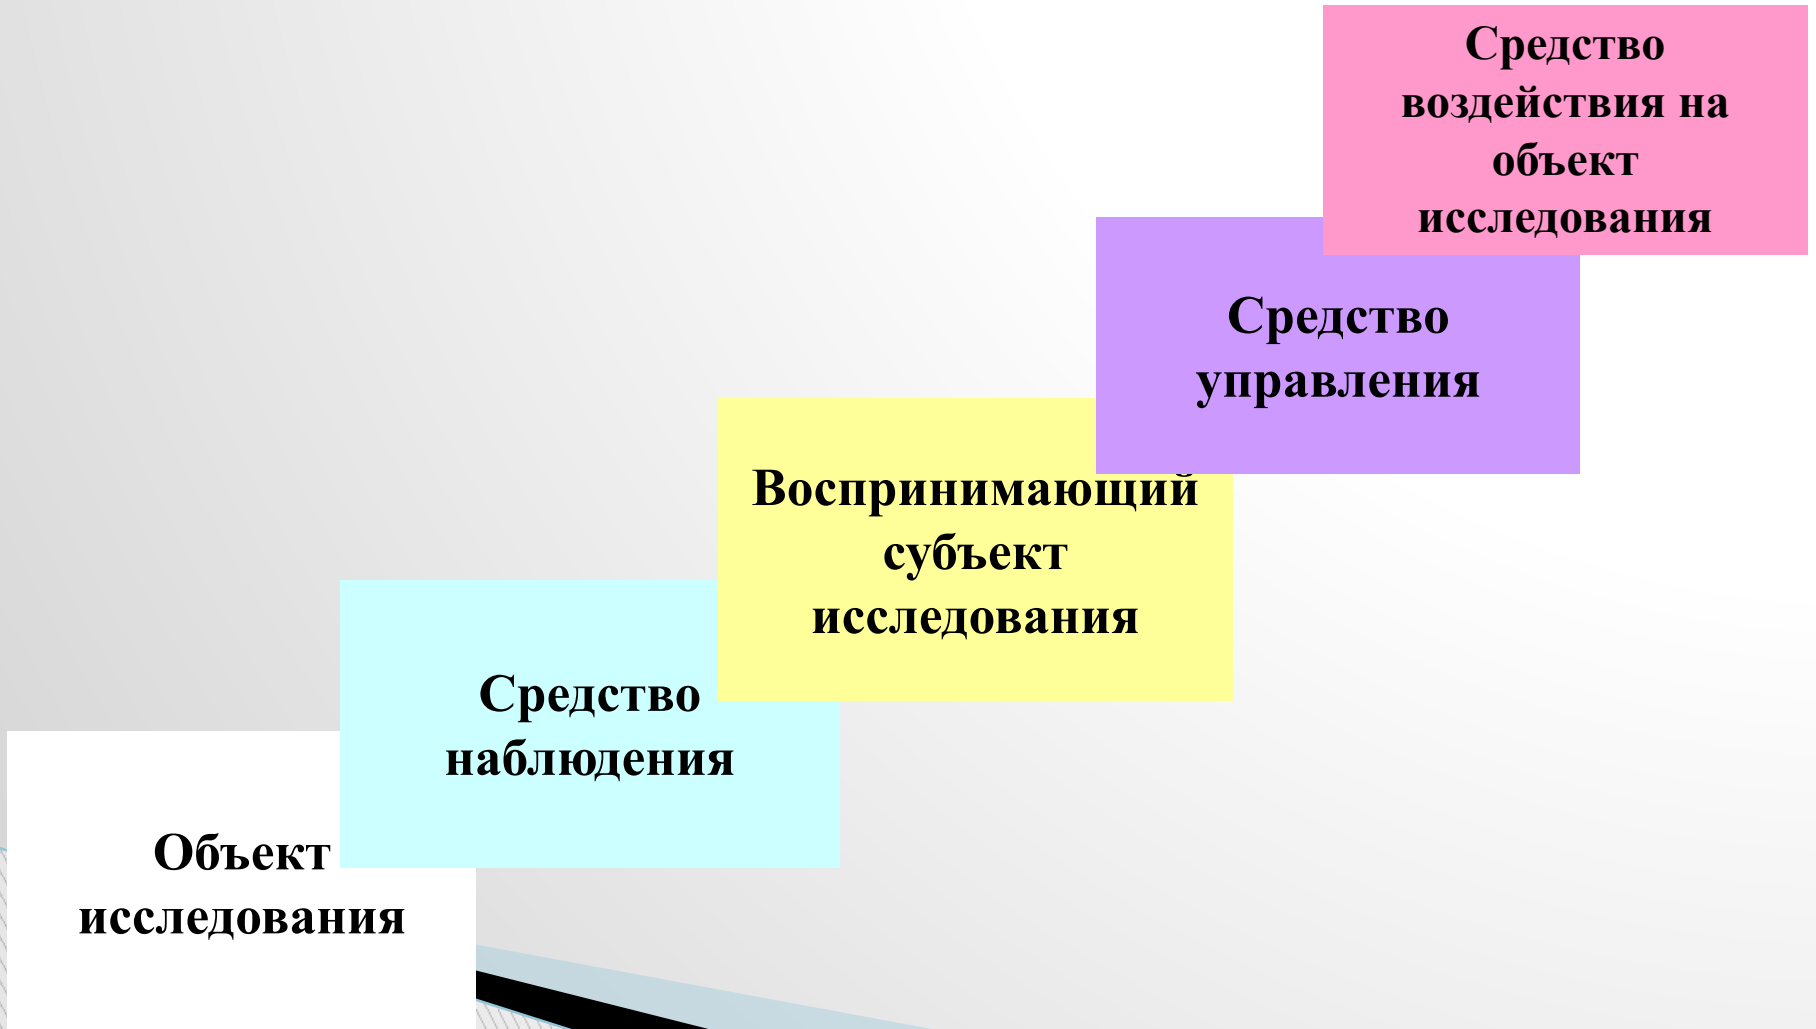 Средство
воздействия на
объект
исследования
Средство
управления
Воспринимающий
субъект
исследования
Средство
наблюдения
Объект
исследования